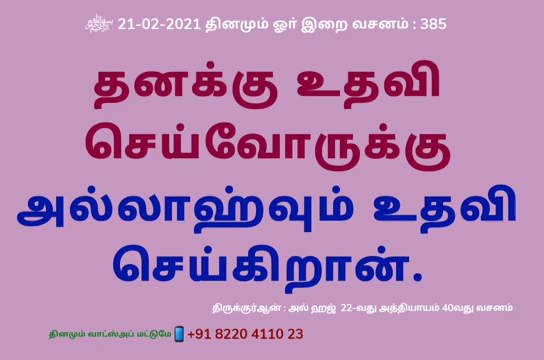 21-02-2021 தினமும் ஓர் இறை வசனம் : 385
தனக்கு உதவி
செய்வோருக்கு
அல்லாஹ்வும் உதவி
செய்கிறான்.
திருக்குர்ஆன் : அல் ஹஜ் 22-வது அத்தியாயம் 40வது வசனம்
தினமும் வாட்ஸ்அப் மட்டுமே +91 8220 4110 23